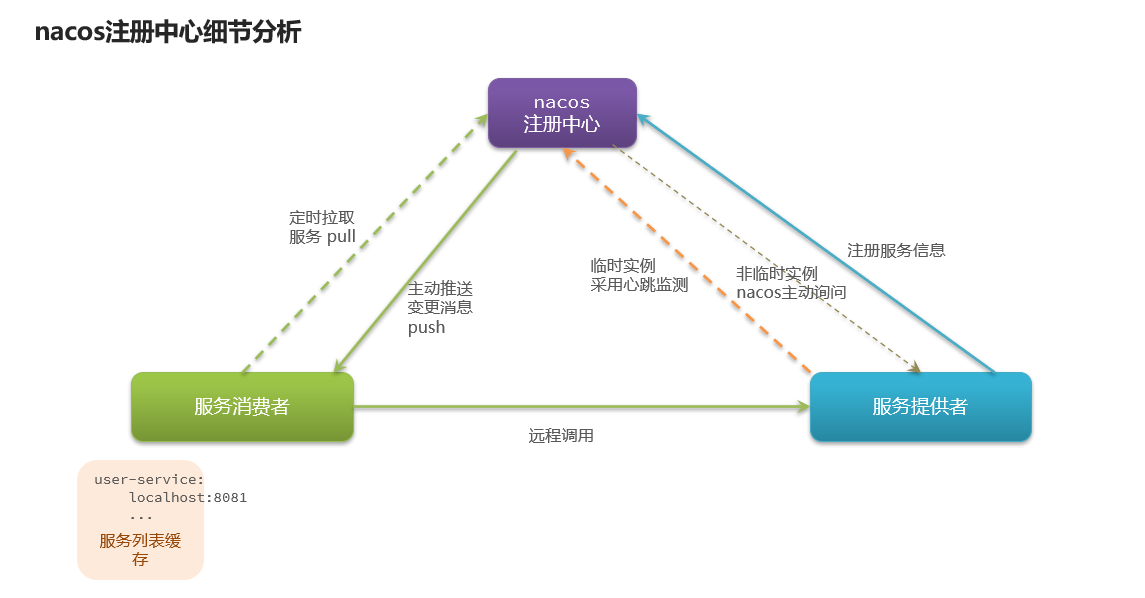 nacos注册中心细节分析
nacos
注册中心
定时拉取
服务 pull
主动推送
变更消息
push
临时实例
采用心跳监测
非临时实例
nacos主动询问
注册服务信息
服务消费者
远程调用
服务提供者
user-service:
localhost:8081
...
服务列表缓
存